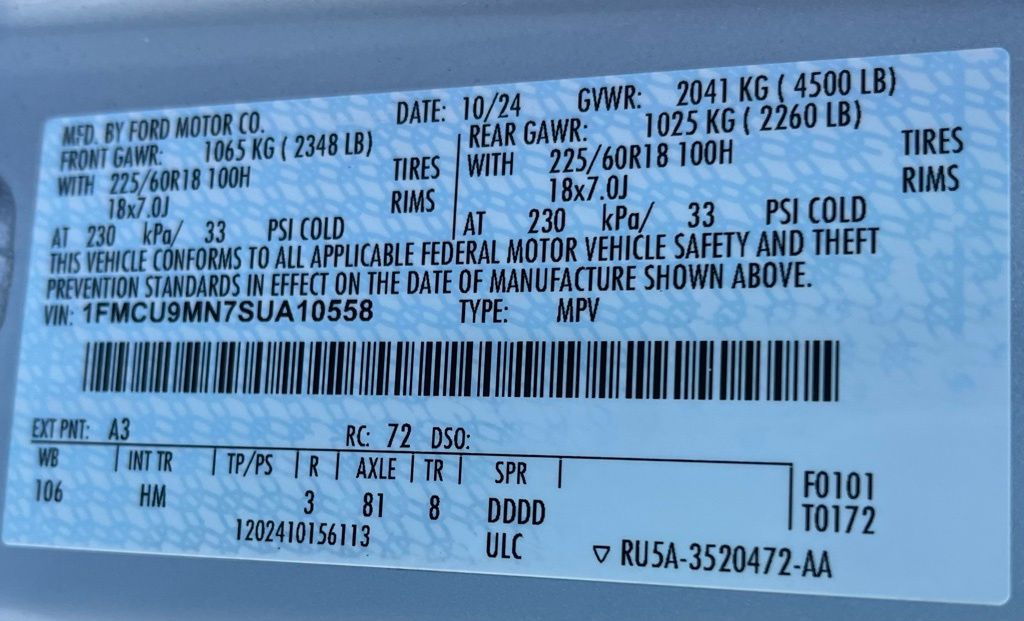 MFD. BY FORD MOTOR CO. DATE: 10/24 GVWR: 2041 KG ( 4500 LB)
FRONT GAWR: 1065 KG ( 2348 LB) REAR GAWR: 1025 KG ( 2260 LB)
WITH 225/60R18 100H TIRES WITH 225/60R18 100H TIRES
18x7.0J RIMS 18x7.0J RIMS
AT 230 kPa/ 33 PSI COLD AT 230 kPa/ 33 PSI COLD
THIS VEHICLE CONFORMS TO ALL APPLICABLE FEDERAL MOTOR VEHICLE SAFETY AND THEFT
PREVENTION STANDARDS IN EFFECT ON THE DATE OF MANUFACTURE SHOWN ABOVE.
VIN: 1FMCU9MN7SUA10558 TYPE: MPV
EXT PNT: A3 RC: 72 DSO:
WB INT TR TP/PS R AXLE TR SPR F0101
106 HM 3 81 8 DDDD T0172
1202410156113 ULC ▽ RU5A-3520472-AA